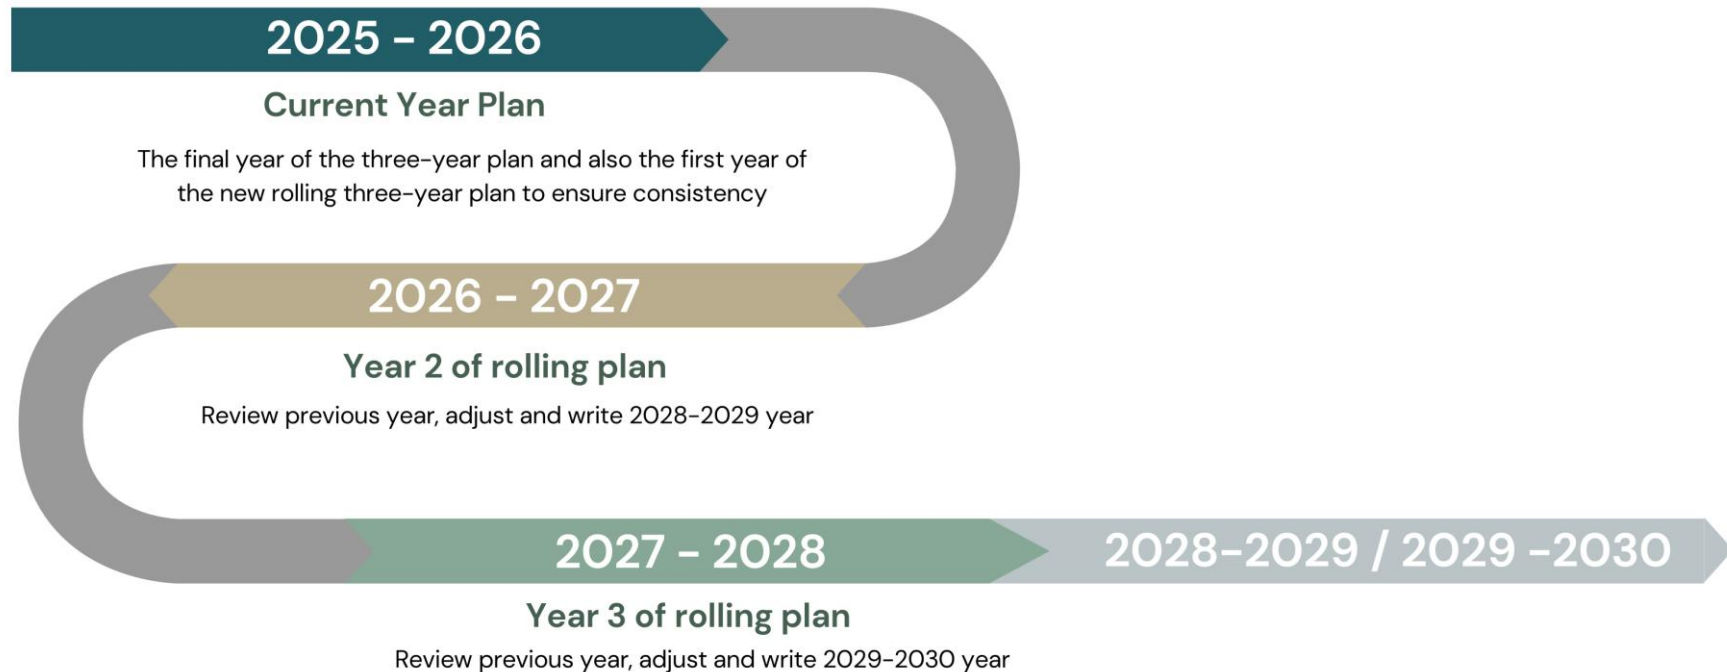 2025 – 2026
Current Year Plan
The final year of the three-year plan and also the first year of
the new rolling three-year plan to ensure consistency
2026 – 2027
Year 2 of rolling plan
Review previous year, adjust and write 2028-2029 year
2027 – 2028
2028-2029 / 2029 -2030
Year 3 of rolling plan
Review previous year, adjust and write 2029-2030 year